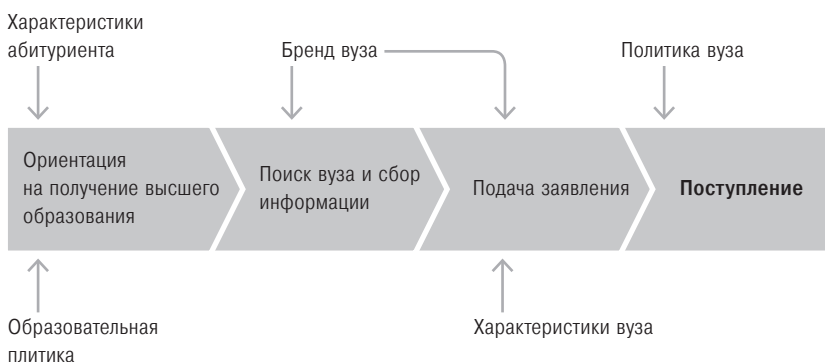 Характеристики
абитуриента
Бренд вуза
Политика вуза
Ориентация
на получение высшего
образования
Поиск вуза и сбор
информации
Подача заявления
Поступление
Образовательная
плитика
Характеристики вуза